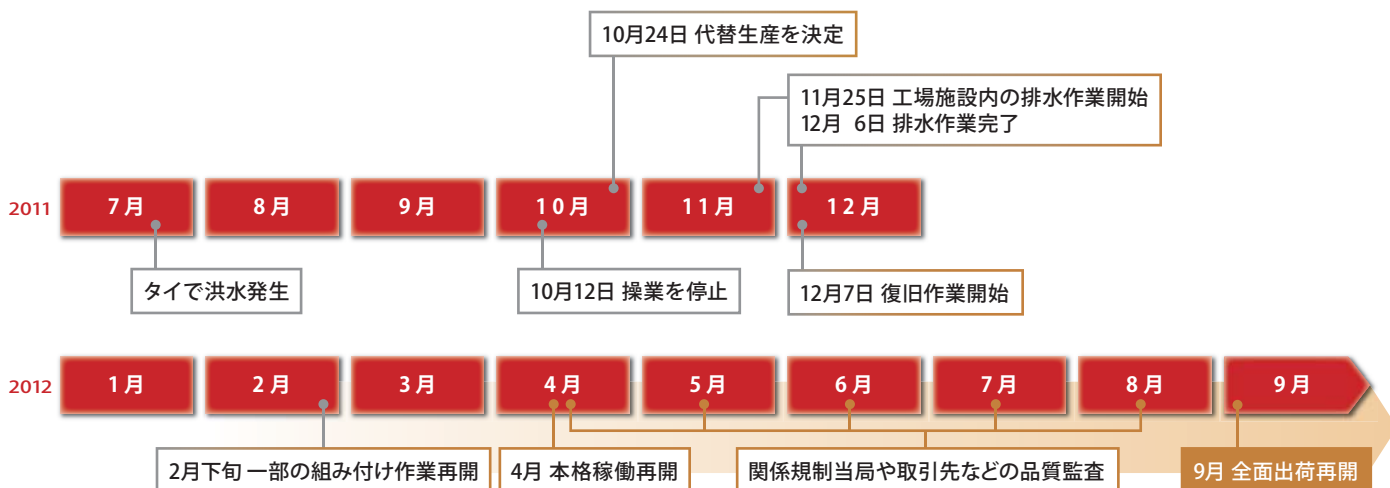 10月24日 代替生産を決定
11月25日 工場施設内の排水作業開始
12月 6日 排水作業完了
2011
7月
8月
9月
10月
11月
12月
タイで洪水発生
10月12日 操業を停止
12月7日 復旧作業開始
2012
1月
2月
3月
4月
5月
6月
7月
8月
9月
2月下旬 一部の組み付け作業再開
4月 本格稼働再開
関係規制当局や取引先などの品質監査
9月 全面出荷再開